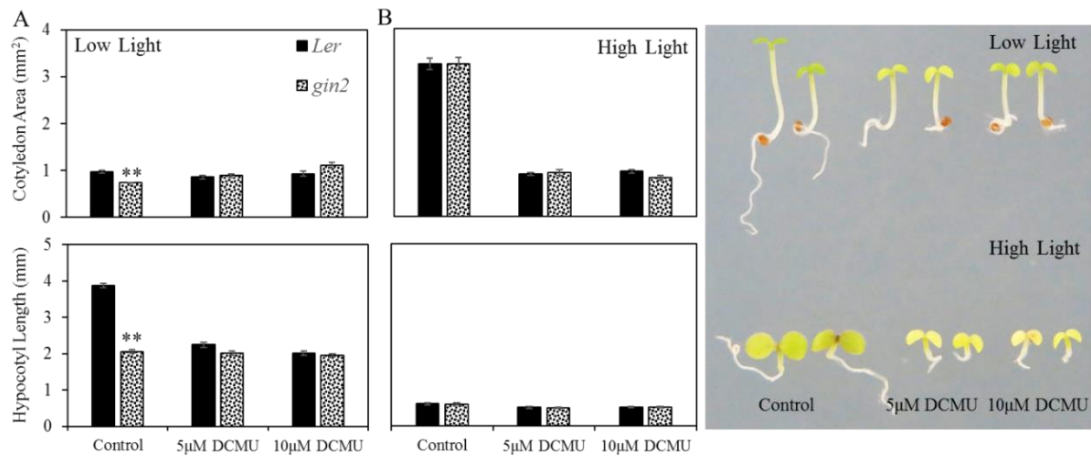 A
B
Cotyledon Area (mm²)
4
3
2
1
0
Low Light
Ler
gin2
**
High Light
Hypocotyl Length (mm)
5
4
3
2
1
0
**
Control
5μM DCMU
10μM DCMU
Control
5μM DCMU
10μM DCMU
Low Light
High Light
Control
5μM DCMU
10μM DCMU